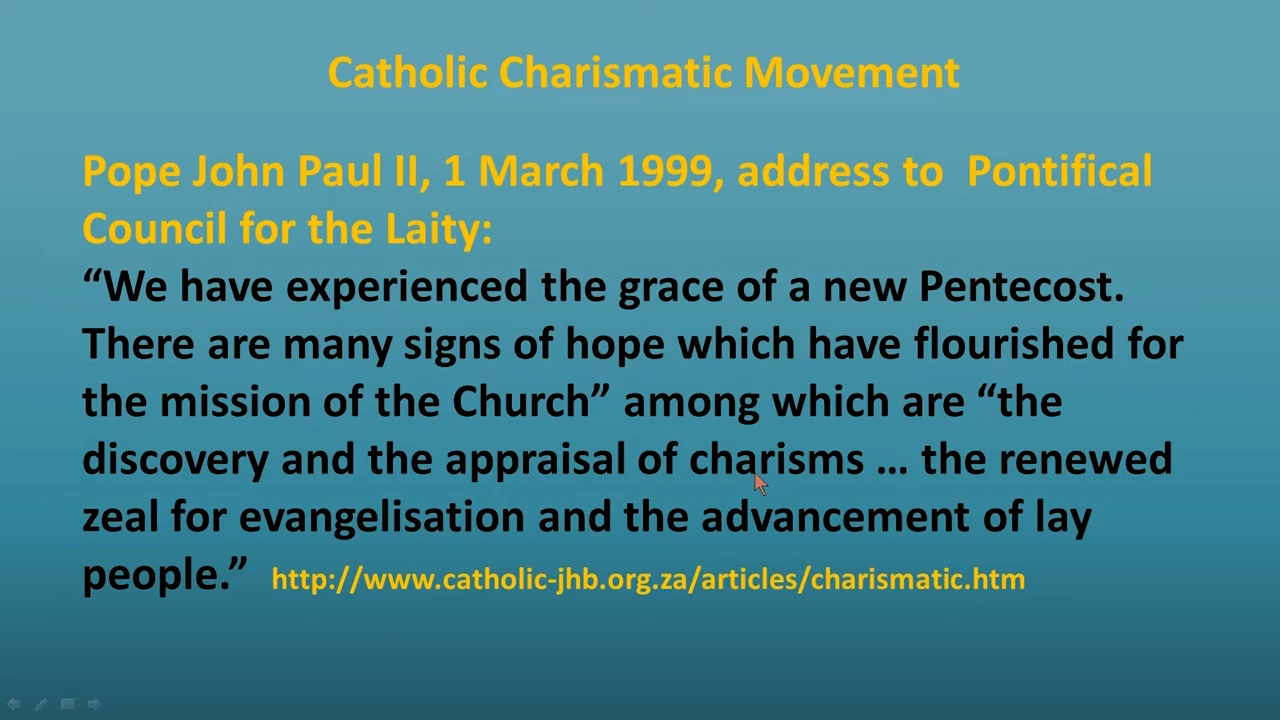 Catholic Charismatic Movement
Pope John Paul II, 1 March 1999, address to  Pontifical
Council for the Laity:
“We have experienced the grace of a new Pentecost.
There are many signs of hope which have flourished for
the mission of the Church” among which are “the
discovery and the appraisal of charisms … the renewed
zeal for evangelisation and the advancement of lay
people.”  http://www.catholic-jhb.org.za/articles/charismatic.htm